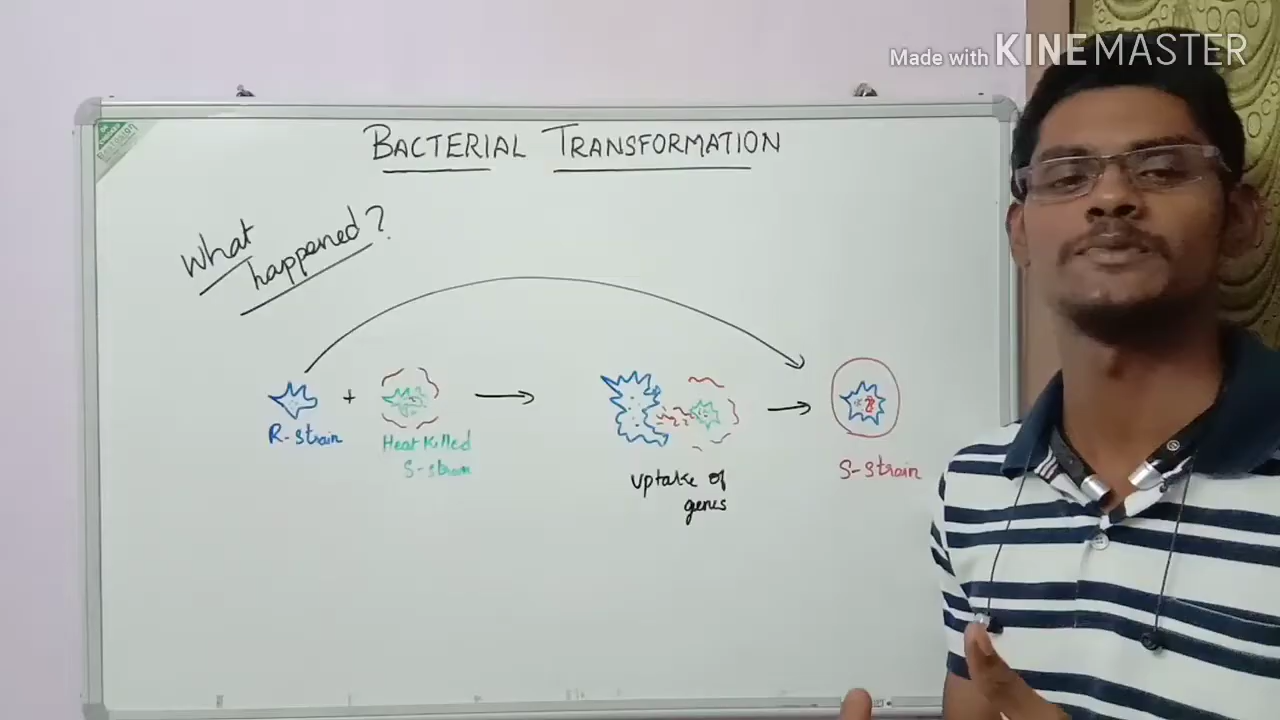 Made with KINEMASTER
BACTERIAL TRANSFORMATION
What
happened?
+
R-strain
Heat Killed
S-strain
uptake of
genes
S-strain